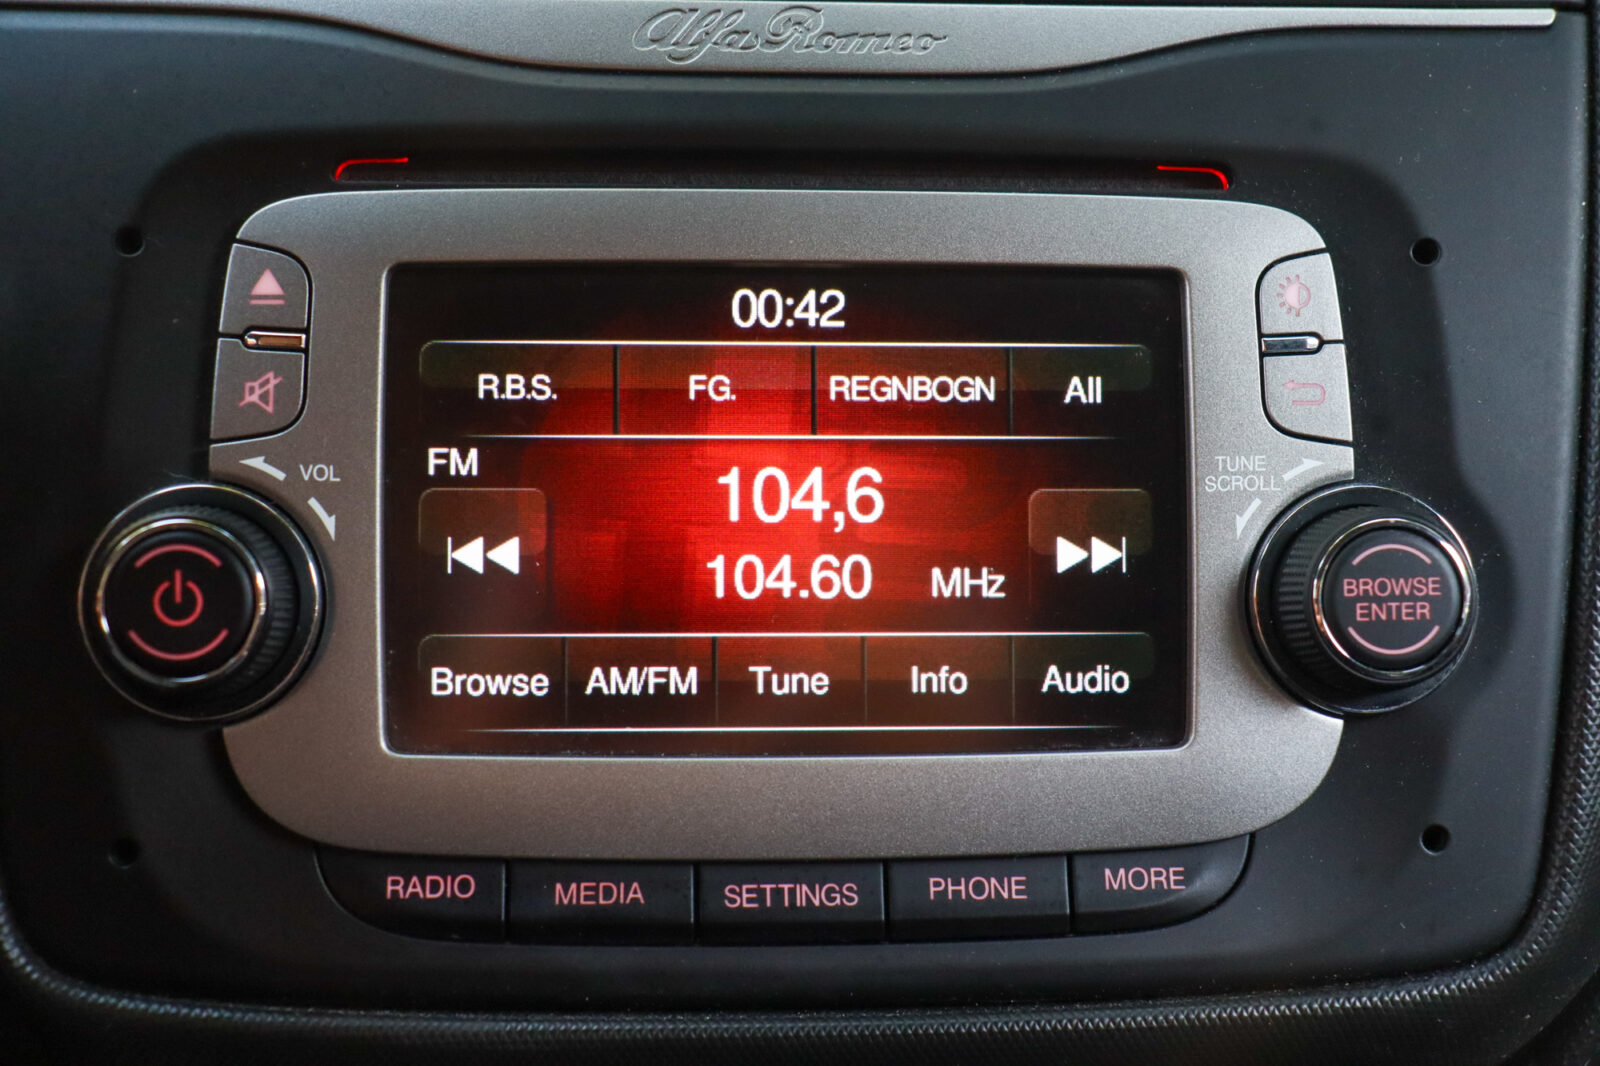 Alfa Romeo
00:42
R.B.S. FG. REGNBOGN All
FM
104,6
104.60 MHz
Browse AM/FM Tune Info Audio
VOL
TUNE
SCROLL
BROWSE
ENTER
RADIO MEDIA SETTINGS PHONE MORE